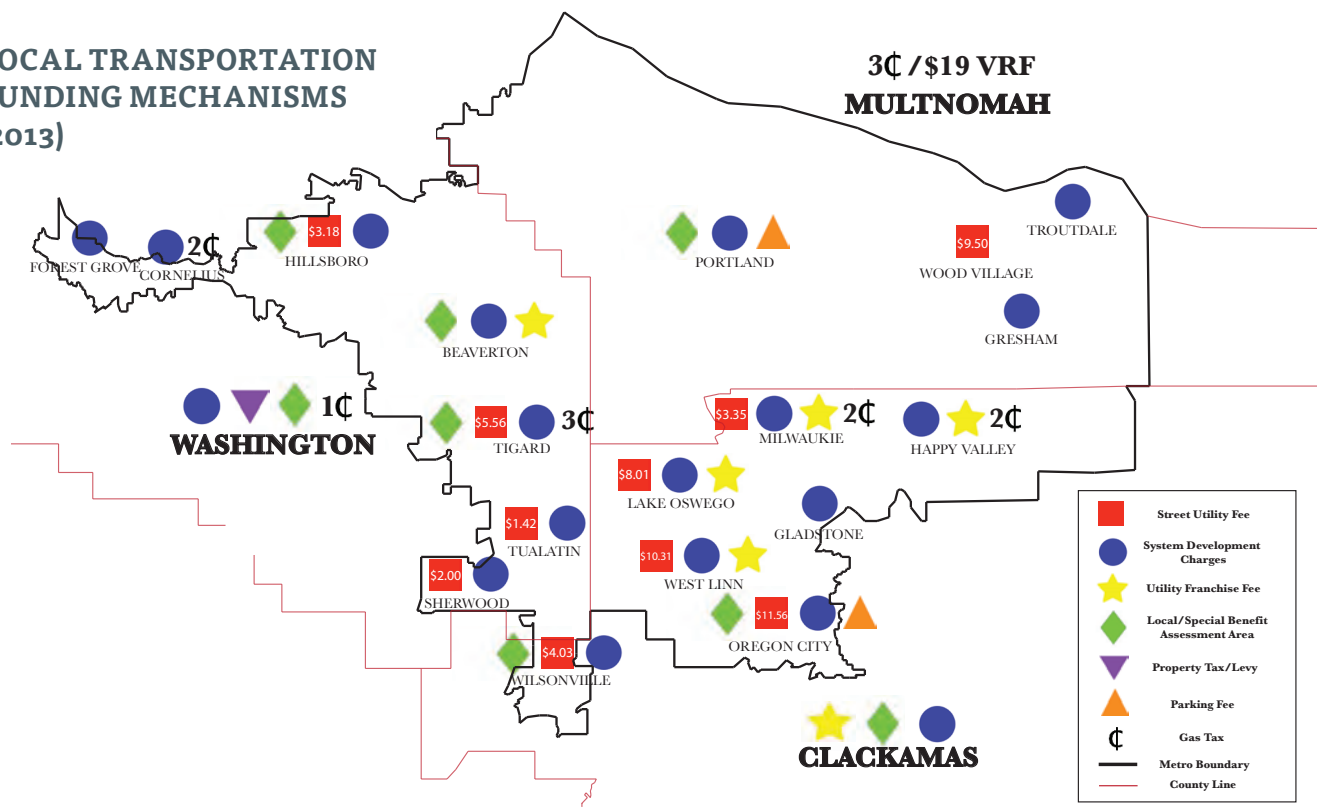 OCAL TRANSPORTATION
UNDING MECHANISMS
2013)
3₵ /$19 VRF
MULTNOMAH
TROUTDALE
$9.50
WOOD VILLAGE
GRESHAM
FOREST GROVE
2₵
CORNELIUS
$3.18
HILLSBORO
PORTLAND
BEAVERTON
1₵
WASHINGTON
$5.56
3₵
TIGARD
$3.35
2₵
MILWAUKIE
2₵
HAPPY VALLEY
$8.01
LAKE OSWEGO
GLADSTONE
$1.42
TUALATIN
$10.31
WEST LINN
$2.00
SHERWOOD
$11.56
OREGON CITY
$4.03
WILSONVILLE
CLACKAMAS
Street Utility Fee
System Development
Charges
Utility Franchise Fee
Local/Special Benefit
Assessment Area
Property Tax/Levy
Parking Fee
₵ Gas Tax
Metro Boundary
County Line